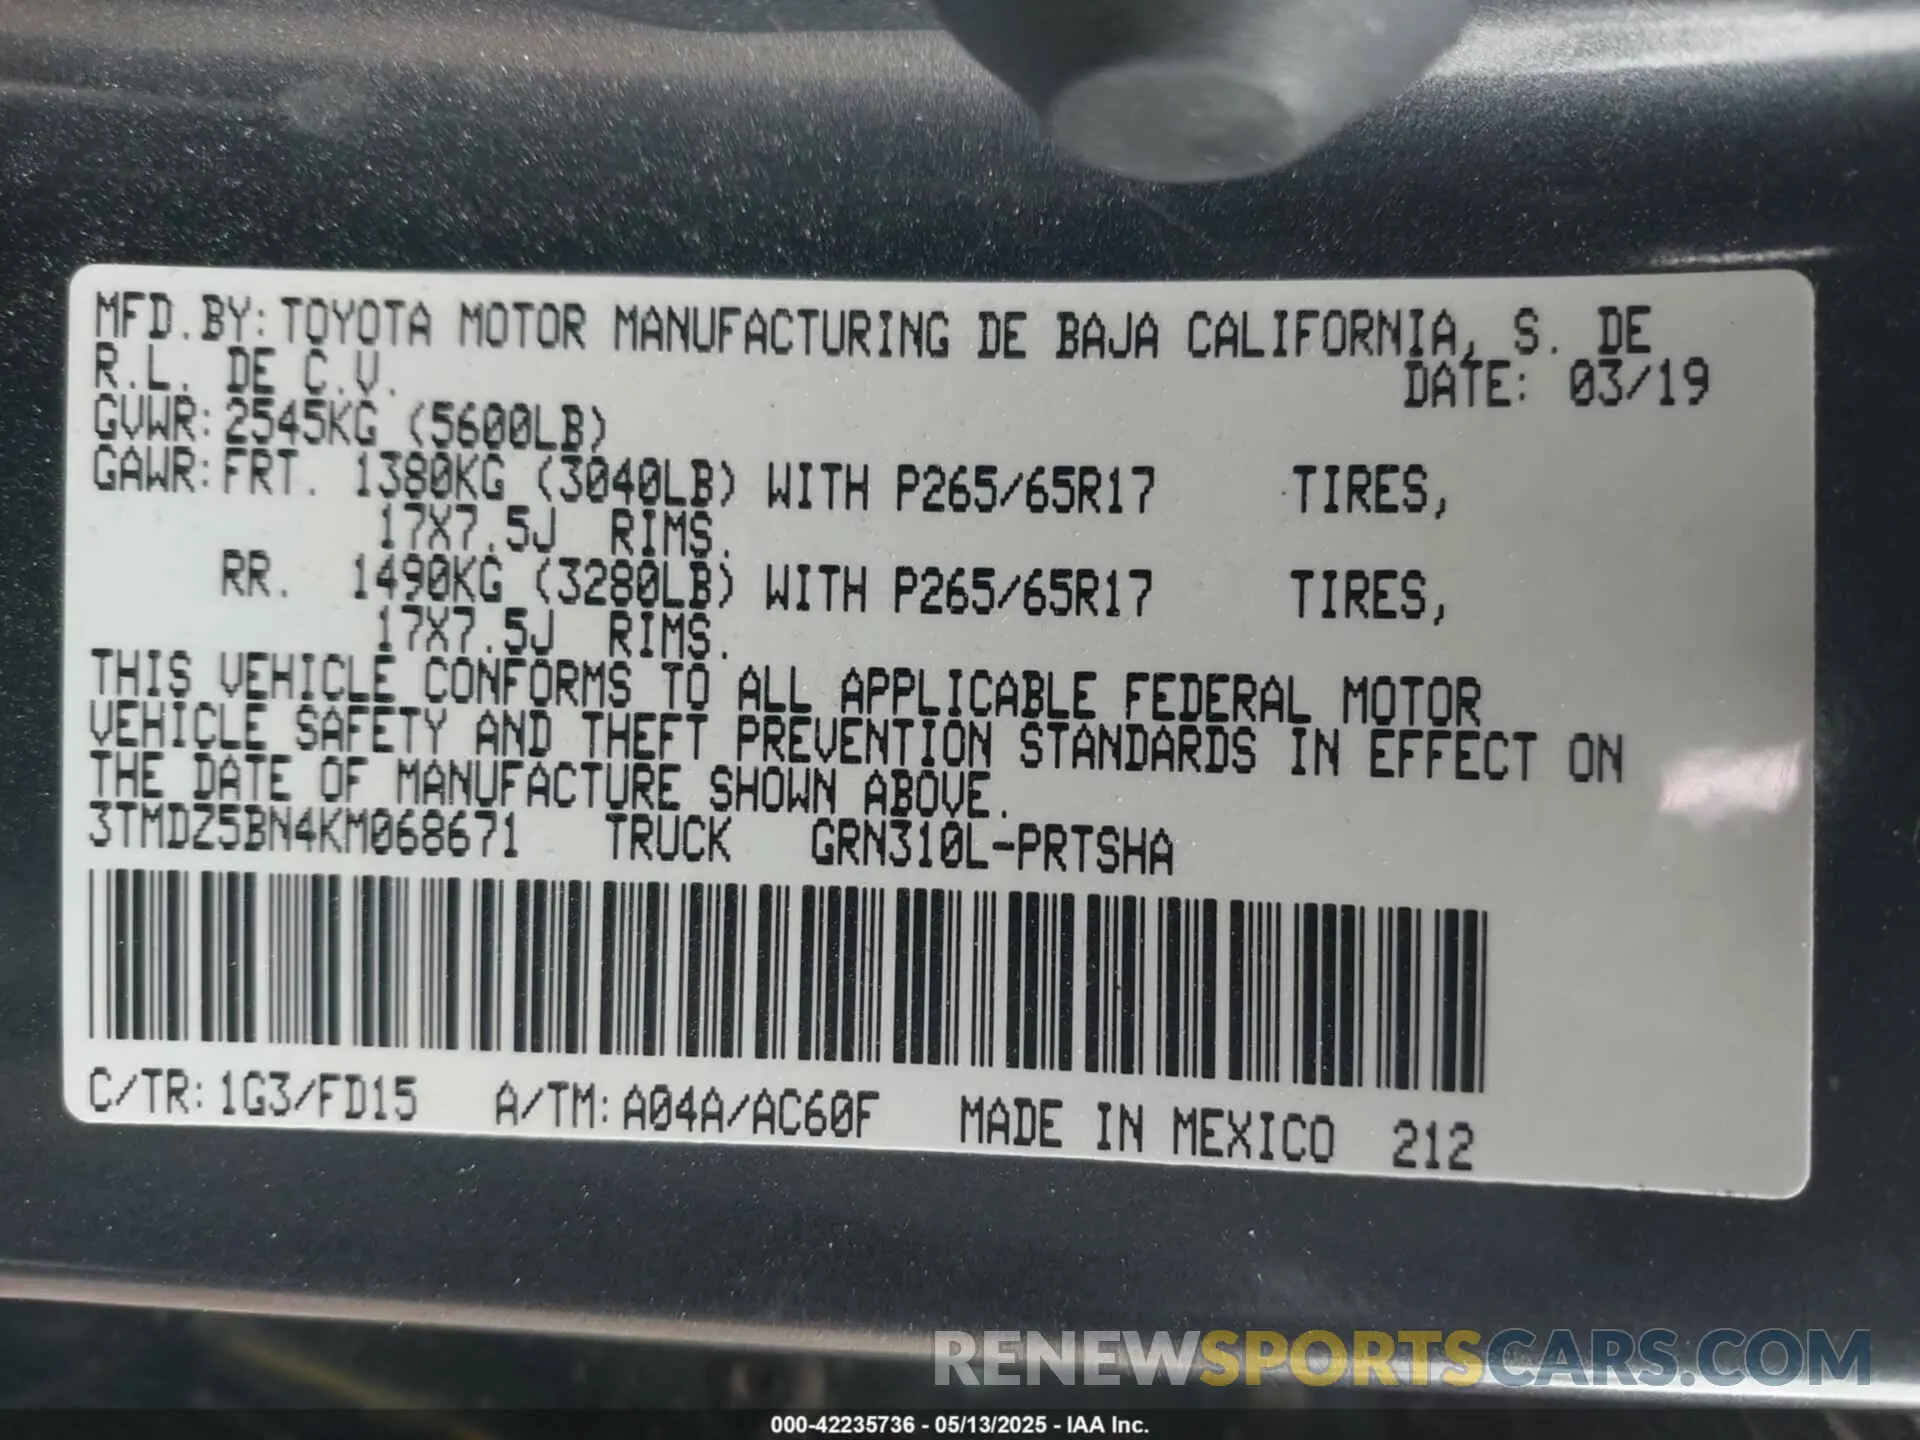 MFD.BY:TOYOTA MOTOR MANUFACTURING DE BAJA CALIFORNIA, S. DE
R.L. DE C.V. DATE: 03/19
GVWR:2545KG (5600LB)
GAWR:FRT. 1380KG (3040LB) WITH P265/65R17 TIRES,
17X7.5J RIMS.
RR. 1490KG (3280LB) WITH P265/65R17 TIRES,
17X7.5J RIMS.
THIS VEHICLE CONFORMS TO ALL APPLICABLE FEDERAL MOTOR
VEHICLE SAFETY AND THEFT PREVENTION STANDARDS IN EFFECT ON
THE DATE OF MANUFACTURE SHOWN ABOVE.
3TMDZ5BN4KM068671 TRUCK GRN310L-PRTSHA
C/TR:1G3/FD15 A/TM:A04A/AC60F MADE IN MEXICO 212
RENEWSPORTSCARS.COM
000-42235736 - 05/13/2025 - IAA Inc.